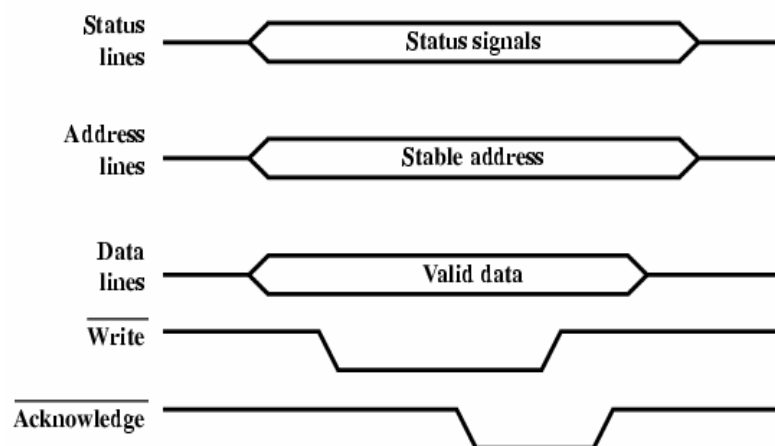 Status
lines
Status signals
Address
lines
Stable address
Data
lines
Valid data
Write
Acknowledge